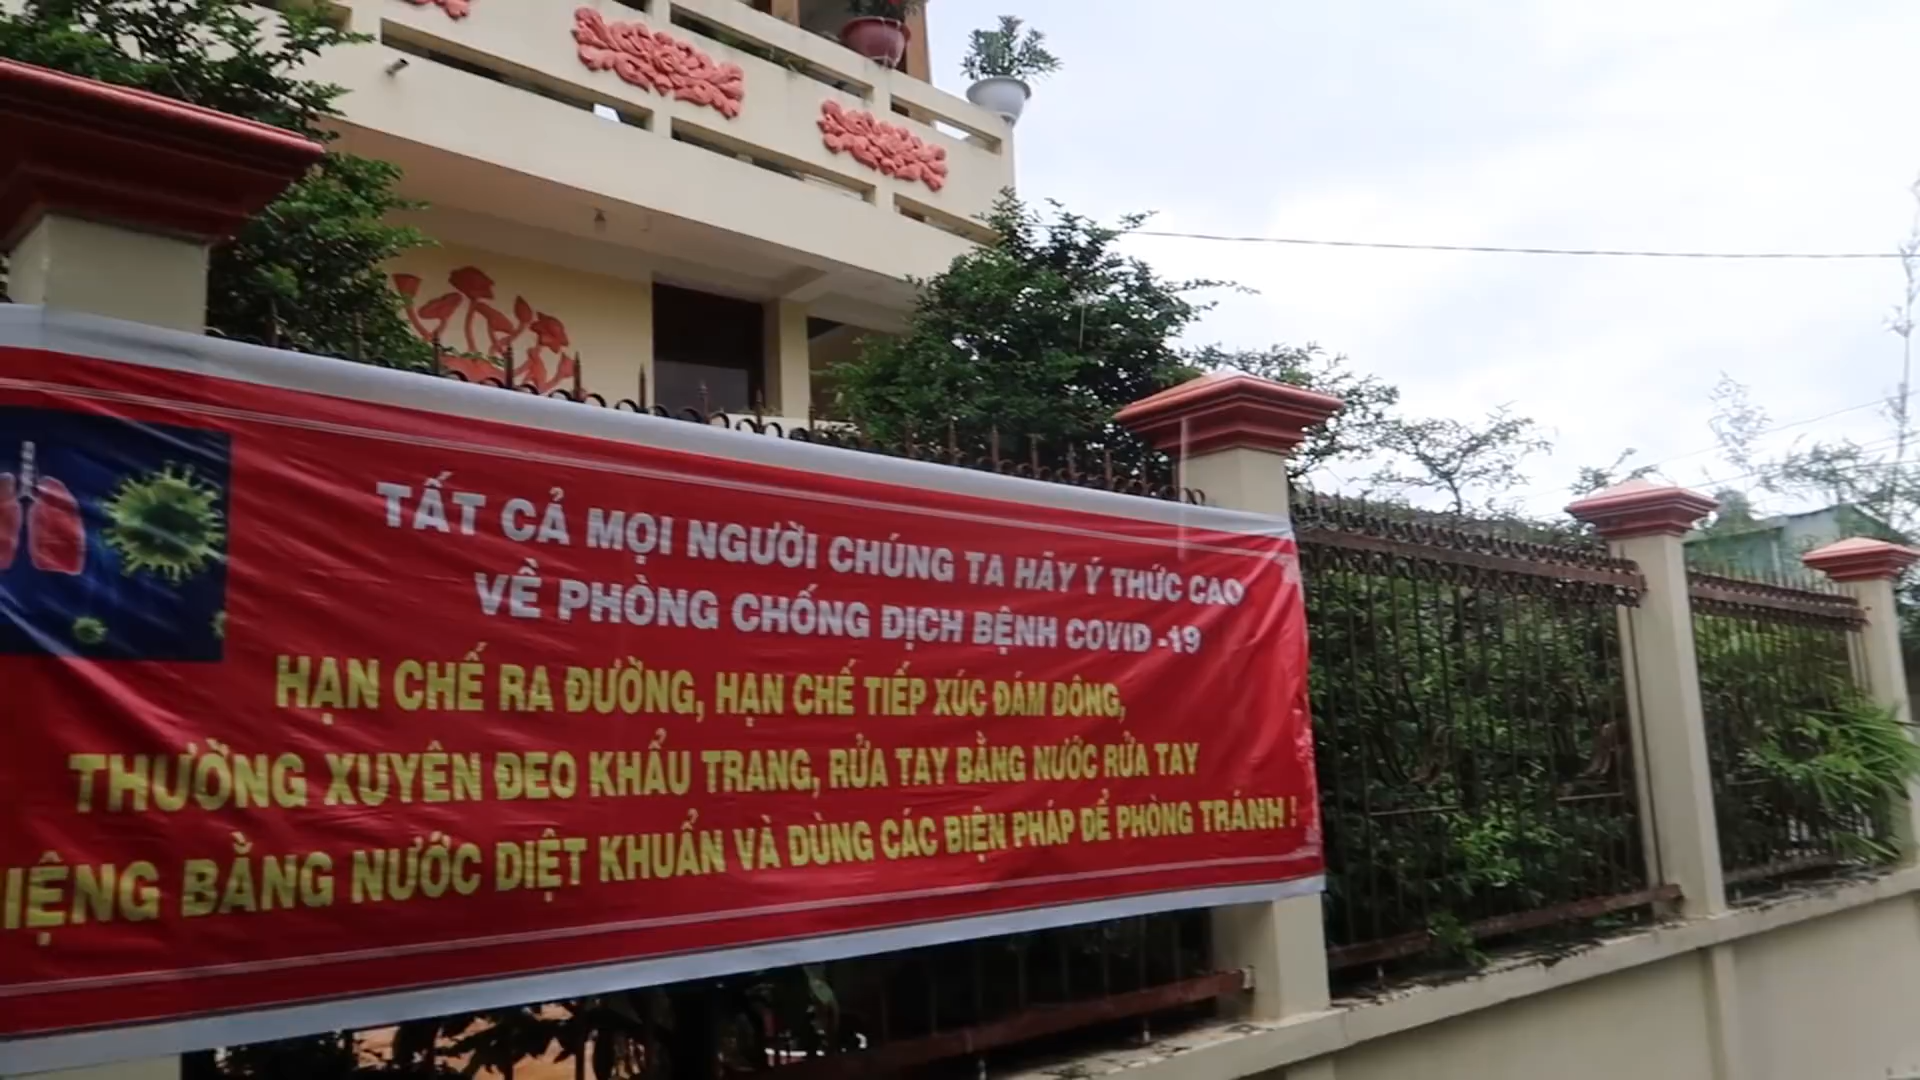 TẤT CẢ MỌI NGƯỜI CHÚNG TA HÃY Ý THỨC CAO
VỀ PHÒNG CHỐNG DỊCH BỆNH COVID -19
HẠN CHẾ RA ĐƯỜNG, HẠN CHẾ TIẾP XÚC ĐÁM ĐÔNG,
THƯỜNG XUYÊN ĐEO KHẨU TRANG, RỬA TAY BẰNG NƯỚC RỬA TAY
BẰNG NƯỚC DIỆT KHUẨN VÀ DÙNG CÁC BIỆN PHÁP ĐỂ PHÒNG TRÁNH !